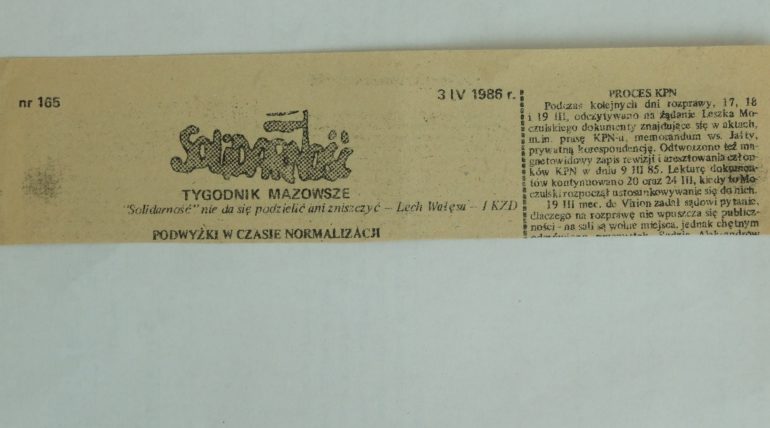 nr 165
3 IV 1986 r.
Solidarność
TYGODNIK MAZOWSZE
"Solidarność" nie da się podzielić ani zniszczyć – Lech Wałęsa – I KZD
PODWYŻKI W CZASIE NORMALIZACJI
PROCES KPN
Podczas kolejnych dni rozprawy, 17, 18
i 19 III, odczytywano na żądanie Leszka Mo-
czulskiego dokumenty znajdujące się w aktach,
m.in. prasę KPN-u, memorandum ws. Jałty,
prywatną korespondencję. Odtworzono też ma-
gnetowidowy zapis rewizji i aresztowania człon-
ków KPN w dniu 9 III 85. Lekturę dokumen-
tów kontynuowano 20 oraz 24 III, kiedy to Mo-
czulski rozpoczął ustosunkowywanie się do nich.
19 III mec. de Virion zadał sądowi pytanie,
dlaczego na rozprawę nie wpuszcza się publicz-
ności - na sali są wolne miejsca, jednak chętnym